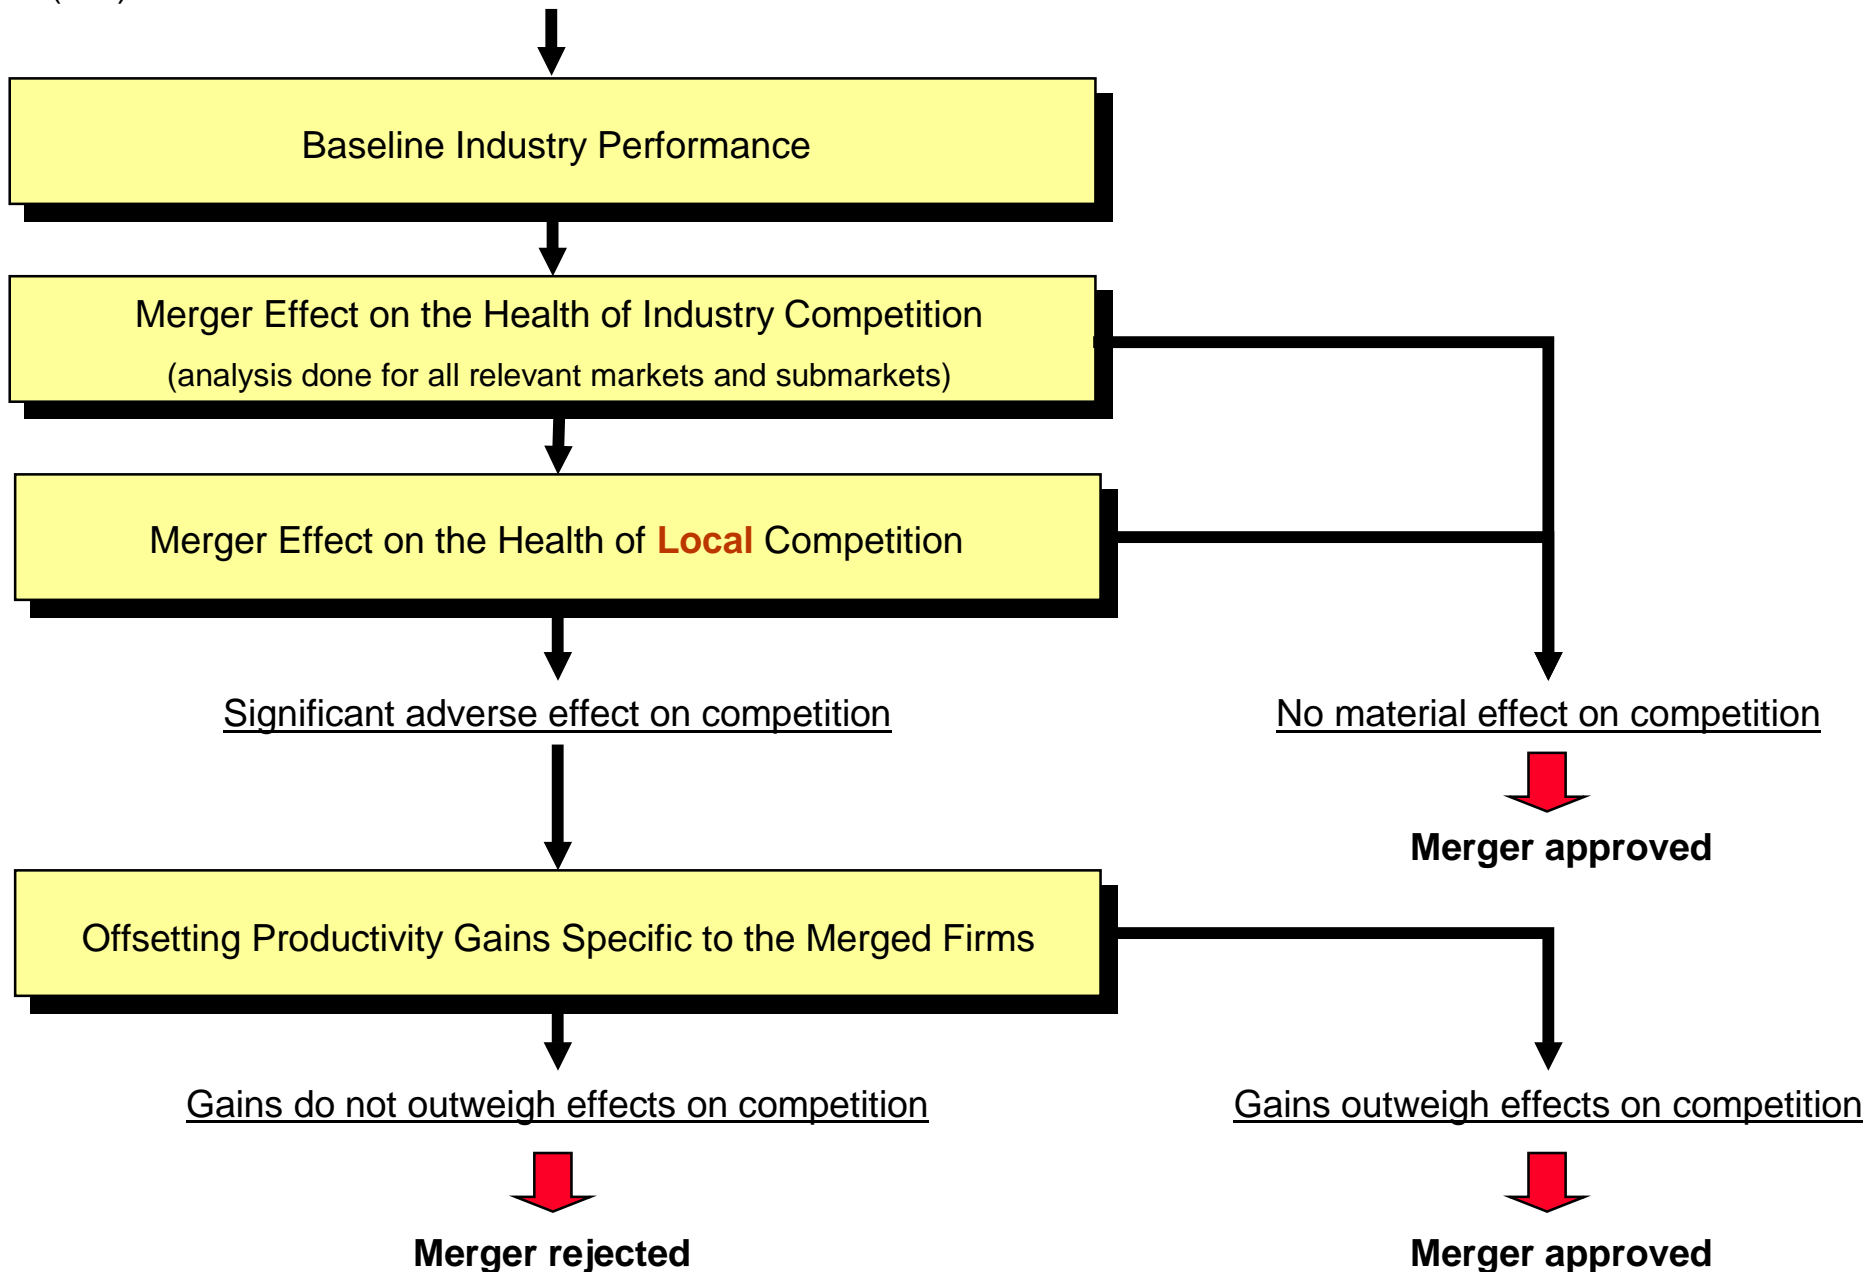 Baseline Industry Performance
Merger Effect on the Health of Industry Competition
(analysis done for all relevant markets and submarkets)
Merger Effect on the Health of Local Competition
Significant adverse effect on competition
No material effect on competition
Merger approved
Offsetting Productivity Gains Specific to the Merged Firms
Gains do not outweigh effects on competition
Gains outweigh effects on competition
Merger rejected
Merger approved